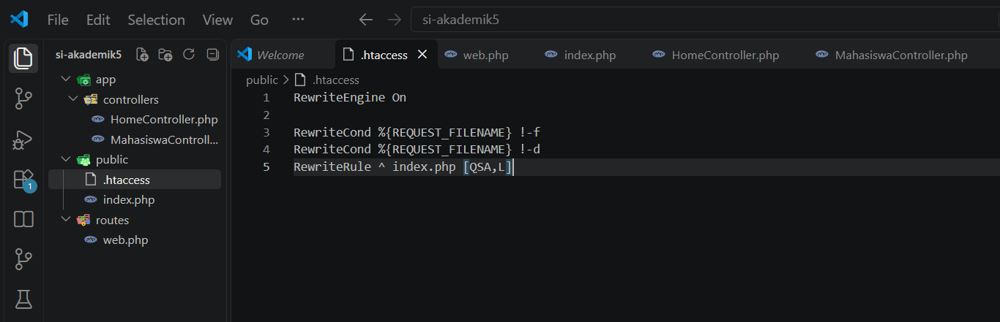 File Edit Selection View Go ··· si-akademik5
si-akademik5
Welcome .htaccess web.php index.php HomeController.php MahasiswaController.php
app
controllers
HomeController.php
MahasiswaControll...
public
.htaccess
index.php
routes
web.php
1
public > .htaccess
1 RewriteEngine On
2
3 RewriteCond %{REQUEST_FILENAME} !-f
4 RewriteCond %{REQUEST_FILENAME} !-d
5 RewriteRule ^ index.php [QSA,L]